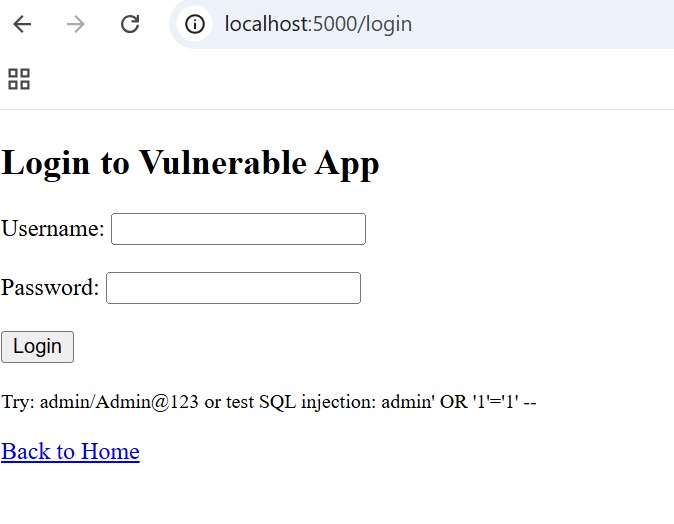 localhost:5000/login
Login to Vulnerable App
Username:
Password:
Login
Try: admin/Admin@123 or test SQL injection: admin' OR '1'='1' --
Back to Home